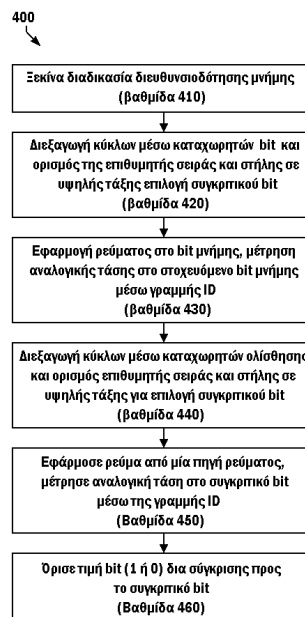 400
Ξεκίνα διαδικασία διευθυνσιοδότησης μνήμης
(βαθμίδα 410)
Διεξαγωγή κύκλων μέσω καταχωρητών bit και
ορισμός της επιθυμητής σειράς και στήλης σε
υψηλής τάξης επιλογή συγκριτικού bit
(βαθμίδα 420)
Εφαρμογή ρεύματος στο bit μνήμης, μέτρηση
αναλογικής τάσης στο στοχευόμενο bit μνήμης
μέσω γραμμής ID
(βαθμίδα 430)
Διεξαγωγή κύκλων μέσω καταχωρητών ολίσθησης
και ορισμός επιθυμητής σειράς και στήλης σε
υψηλής τάξης για επιλογή συγκριτικού bit
(βαθμίδα 440)
Εφάρμοσε ρεύμα από μία πηγή ρεύματος,
μέτρησε αναλογική τάση στο συγκριτικό bit
μέσω της γραμμής ID
(Βαθμίδα 450)
Όρισε τιμή bit (1 ή 0) δια σύγκρισης προς
το συγκριτικό bit
(Βαθμίδα 460)